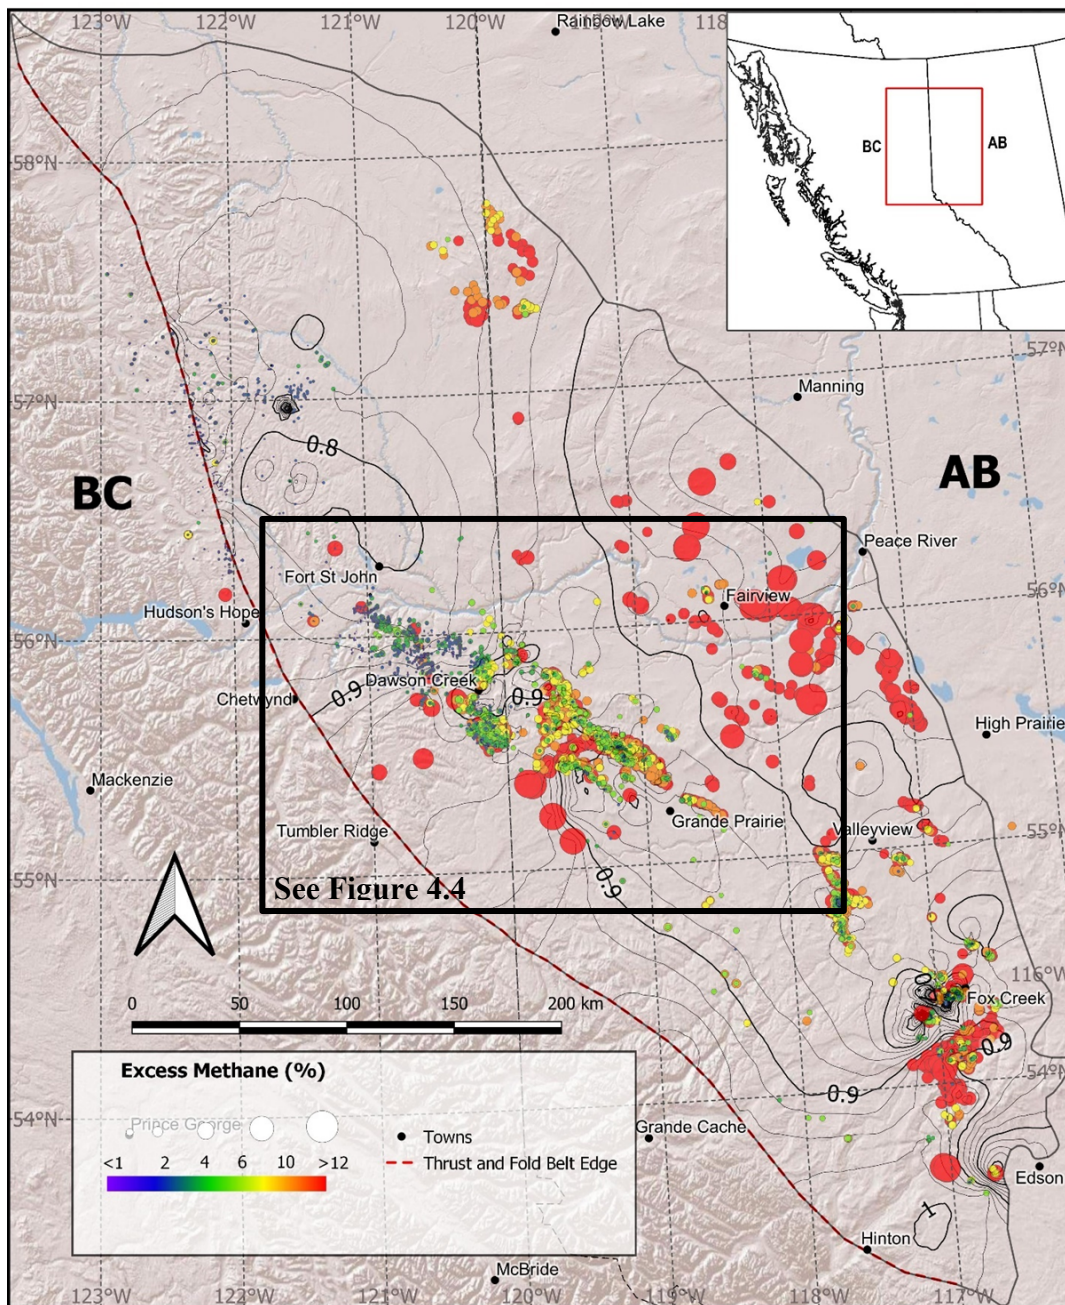 123°W
122°W
121°W
120°W
119°W
118°
Rainbow Lake
58°N
BC
AB
57°N
57°N
Manning
0.8
BC
AB
Peace River
Fort St John
Fairview
56°N
Hudson's Hope
56°N
Dawson Creek
0.9
0.9
Chetwynd
High Prairie
Mackenzie
Grande Prairie
Tumbler Ridge
Valleyview
55°N
0.9
55°N
See Figure 4.4
116°W
Fox Creek
0 50 100 150 200 km
0.9
54°N
Excess Methane (%)
0.9
54°N
Prince George
Towns
Grande Cache
<1 2 4 6 10 >12
Thrust and Fold Belt Edge
Edson
1
Hinton
McBride
123°W
122°W
121°W
120°W
119°W
118°W
117°W